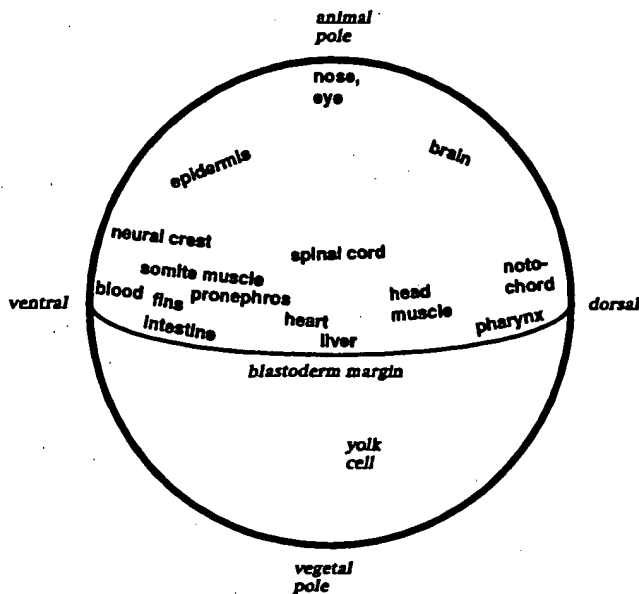 animal
pole
nose,
eye
epidermis
brain
neural crest
spinal cord
somite muscle
noto-
chord
blood
fins
pronephros
head
muscle
ventral
dorsal
intestine
heart
pharynx
liver
blastoderm margin
yolk
cell
vegetal
pole